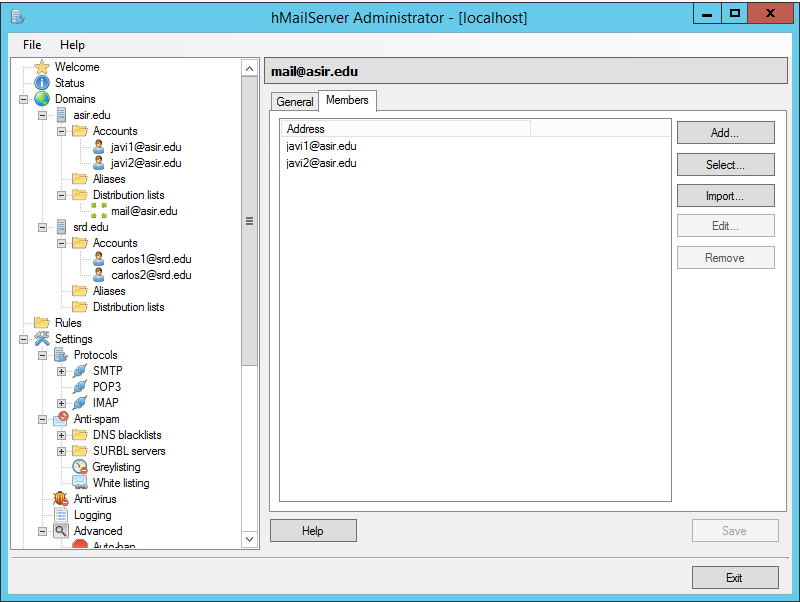 hMailServer Administrator - [localhost]
File Help
Welcome
Status
Domains
asir.edu
Accounts
javi1@asir.edu
javi2@asir.edu
Aliases
Distribution lists
mail@asir.edu
srd.edu
Accounts
carlos1@srd.edu
carlos2@srd.edu
Aliases
Distribution lists
Rules
Settings
Protocols
SMTP
POP3
IMAP
Anti-spam
DNS blacklists
SURBL servers
Greylisting
White listing
Anti-virus
Logging
Advanced
Auto-ban
mail@asir.edu
General Members
Address
javi1@asir.edu
javi2@asir.edu
Add...
Select...
Import...
Edit...
Remove
Help
Save
Exit